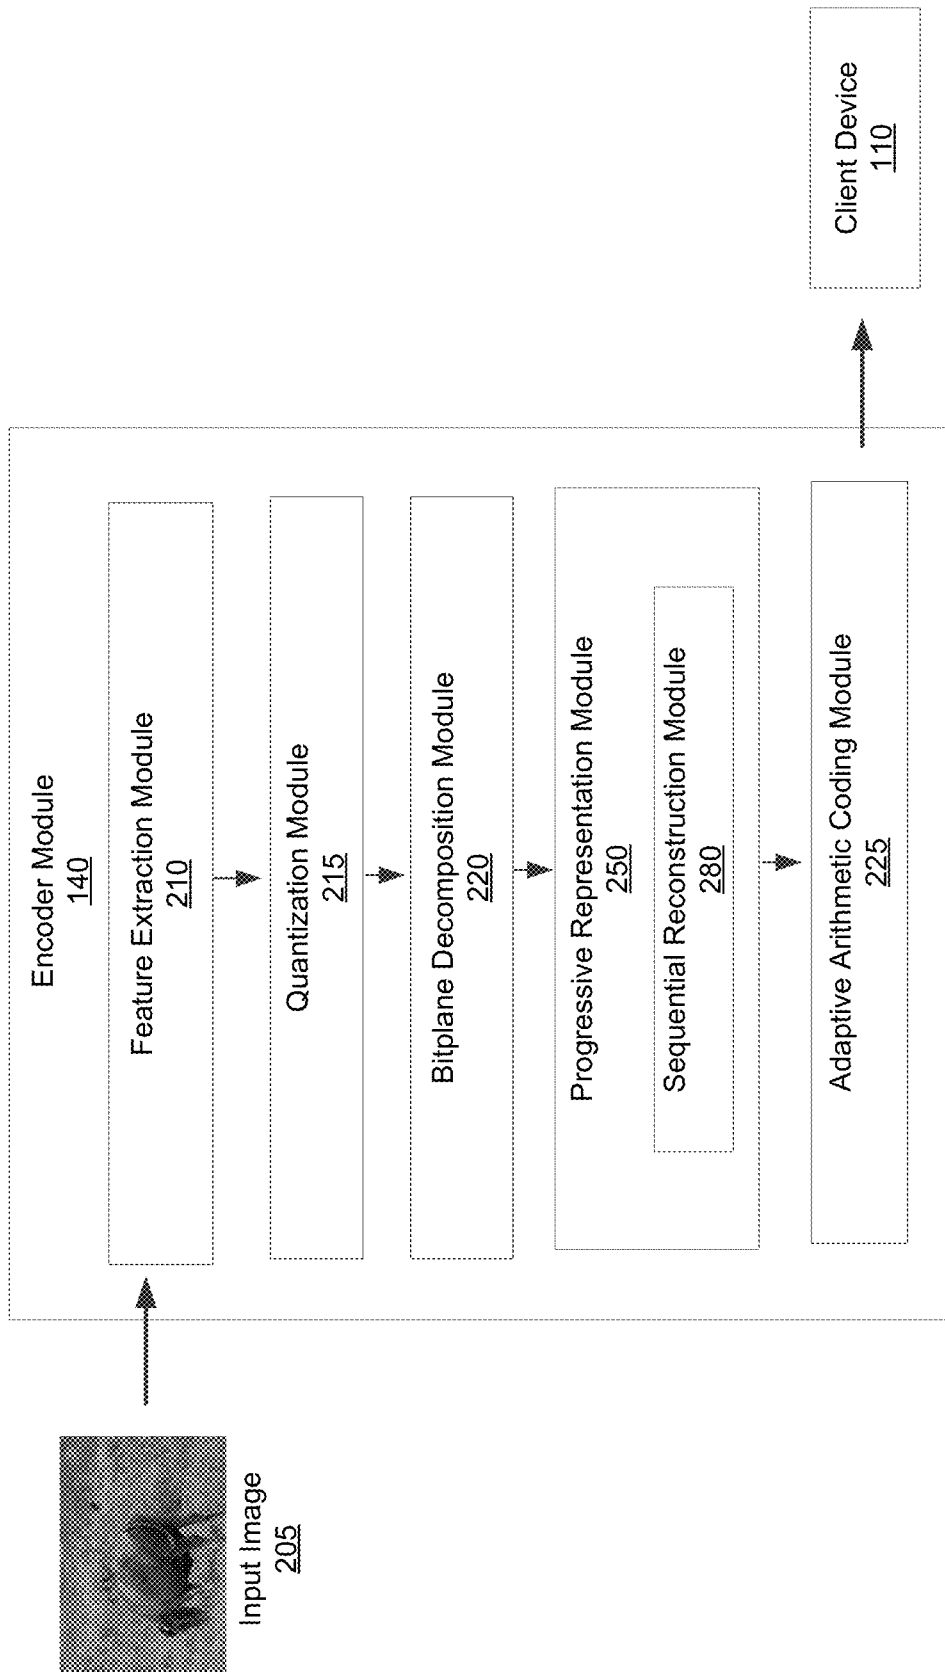 Input Image
205
Encoder Module
140
Feature Extraction Module
210
Quantization Module
215
Bitplane Decomposition Module
220
Progressive Representation Module
250
Sequential Reconstruction Module
280
Adaptive Arithmetic Coding Module
225
Client Device
110